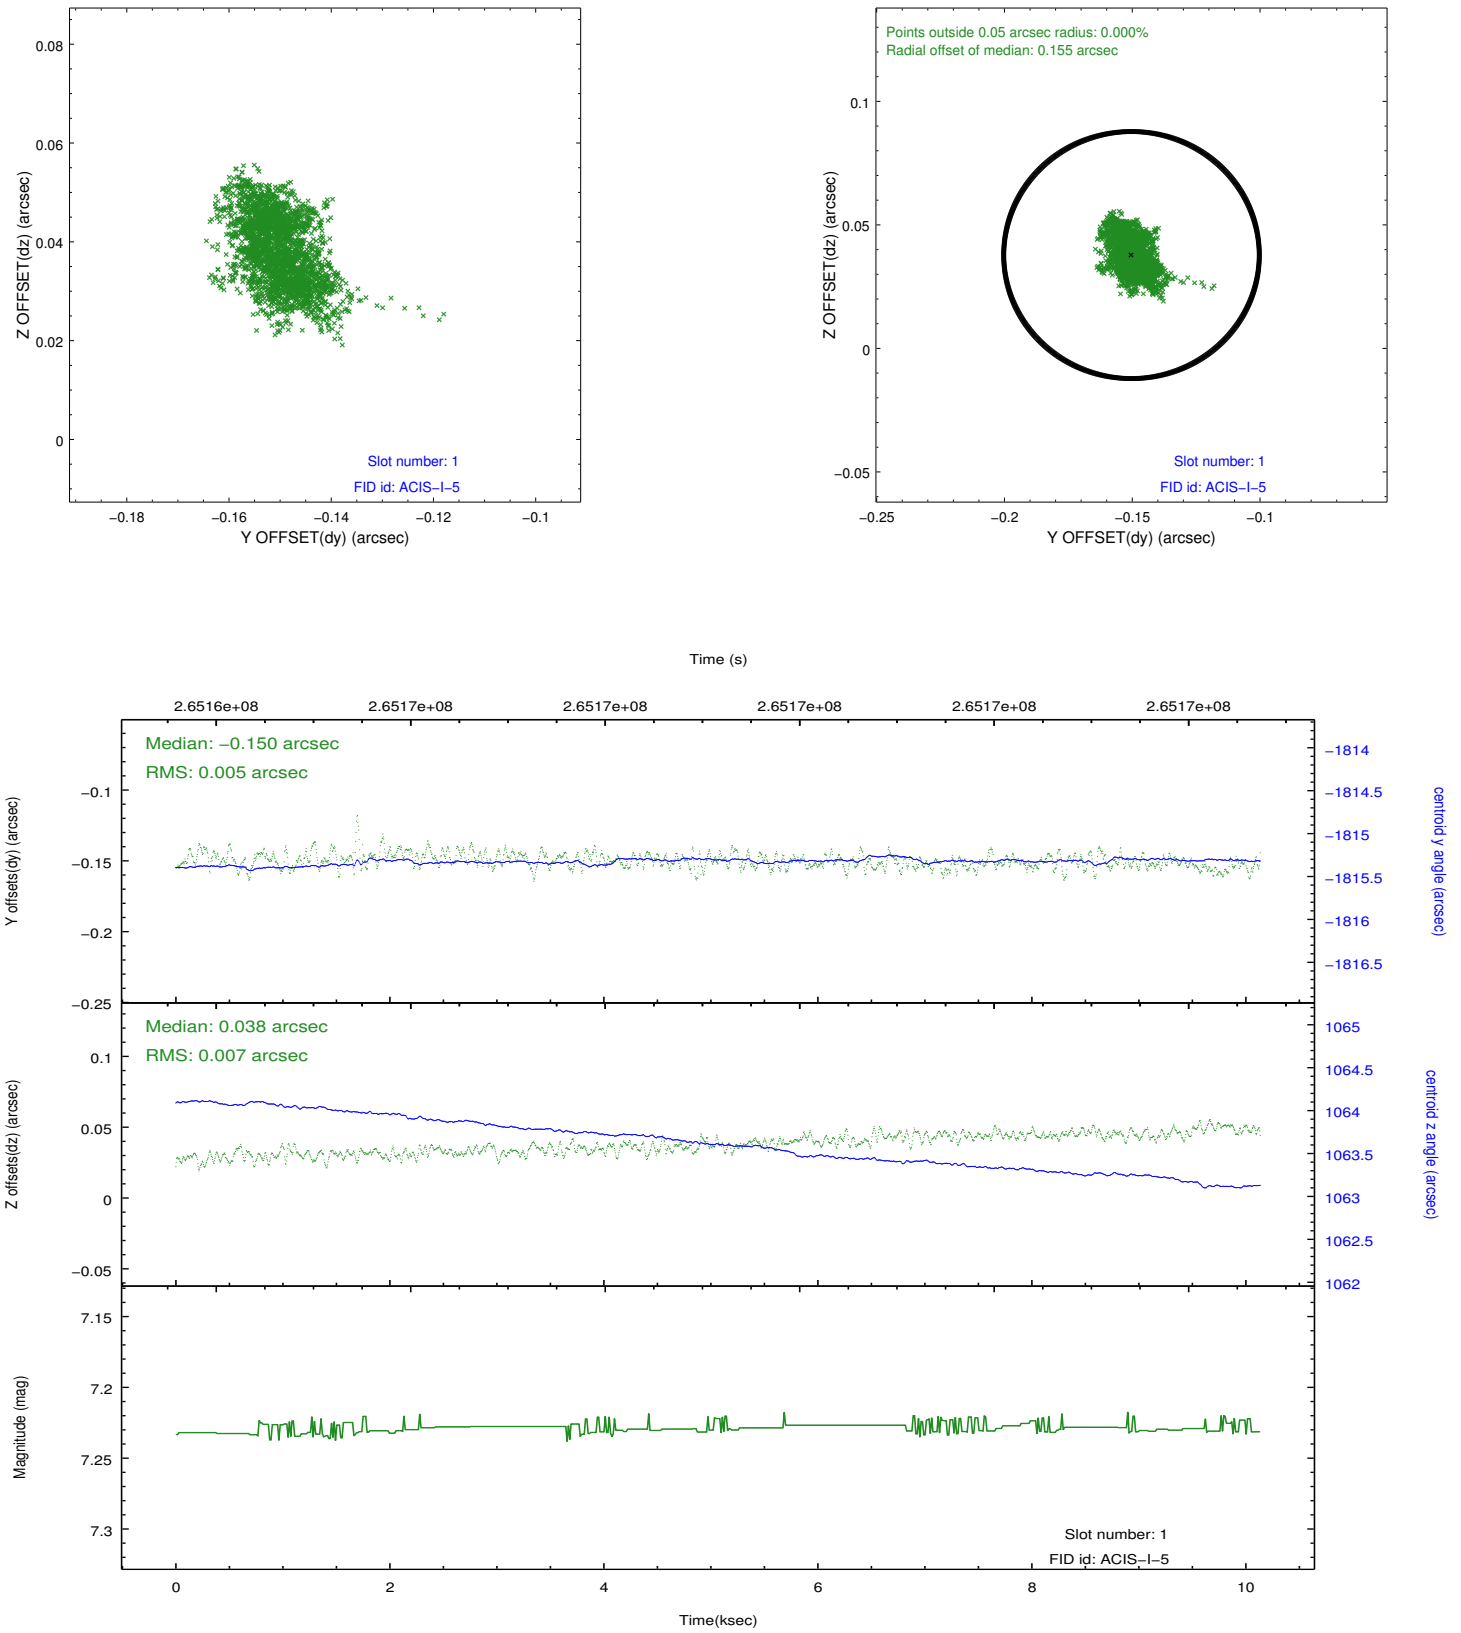 0.08
0.06
0.04
0.02
0
Z OFFSET(dz) (arcsec)
Slot number: 1
FID id: ACIS−I−5
−0.18 −0.16 −0.14 −0.12 −0.1
Y OFFSET(dy) (arcsec)
Points outside 0.05 arcsec radius: 0.000%
Radial offset of median: 0.155 arcsec
0.1
0.05
0
−0.05
Z OFFSET(dz) (arcsec)
Slot number: 1
FID id: ACIS−I−5
−0.25 −0.2 −0.15 −0.1
Y OFFSET(dy) (arcsec)
Time (s)
2.6516e+08 2.6517e+08 2.6517e+08 2.6517e+08 2.6517e+08 2.6517e+08
Median: −0.150 arcsec
RMS: 0.005 arcsec
−0.1
−0.15
−0.2
−0.25
Y offsets(dy) (arcsec)
−1814
−1814.5
−1815
−1815.5
−1816
−1816.5
centroid y angle (arcsec)
Median: 0.038 arcsec
RMS: 0.007 arcsec
0.1
0.05
0
−0.05
Z offsets(dz) (arcsec)
1065
1064.5
1064
1063.5
1063
1062.5
1062
centroid z angle (arcsec)
7.15
7.2
7.25
7.3
Magnitude (mag)
Slot number: 1
FID id: ACIS−I−5
0 2 4 6 8 10
Time(ksec)